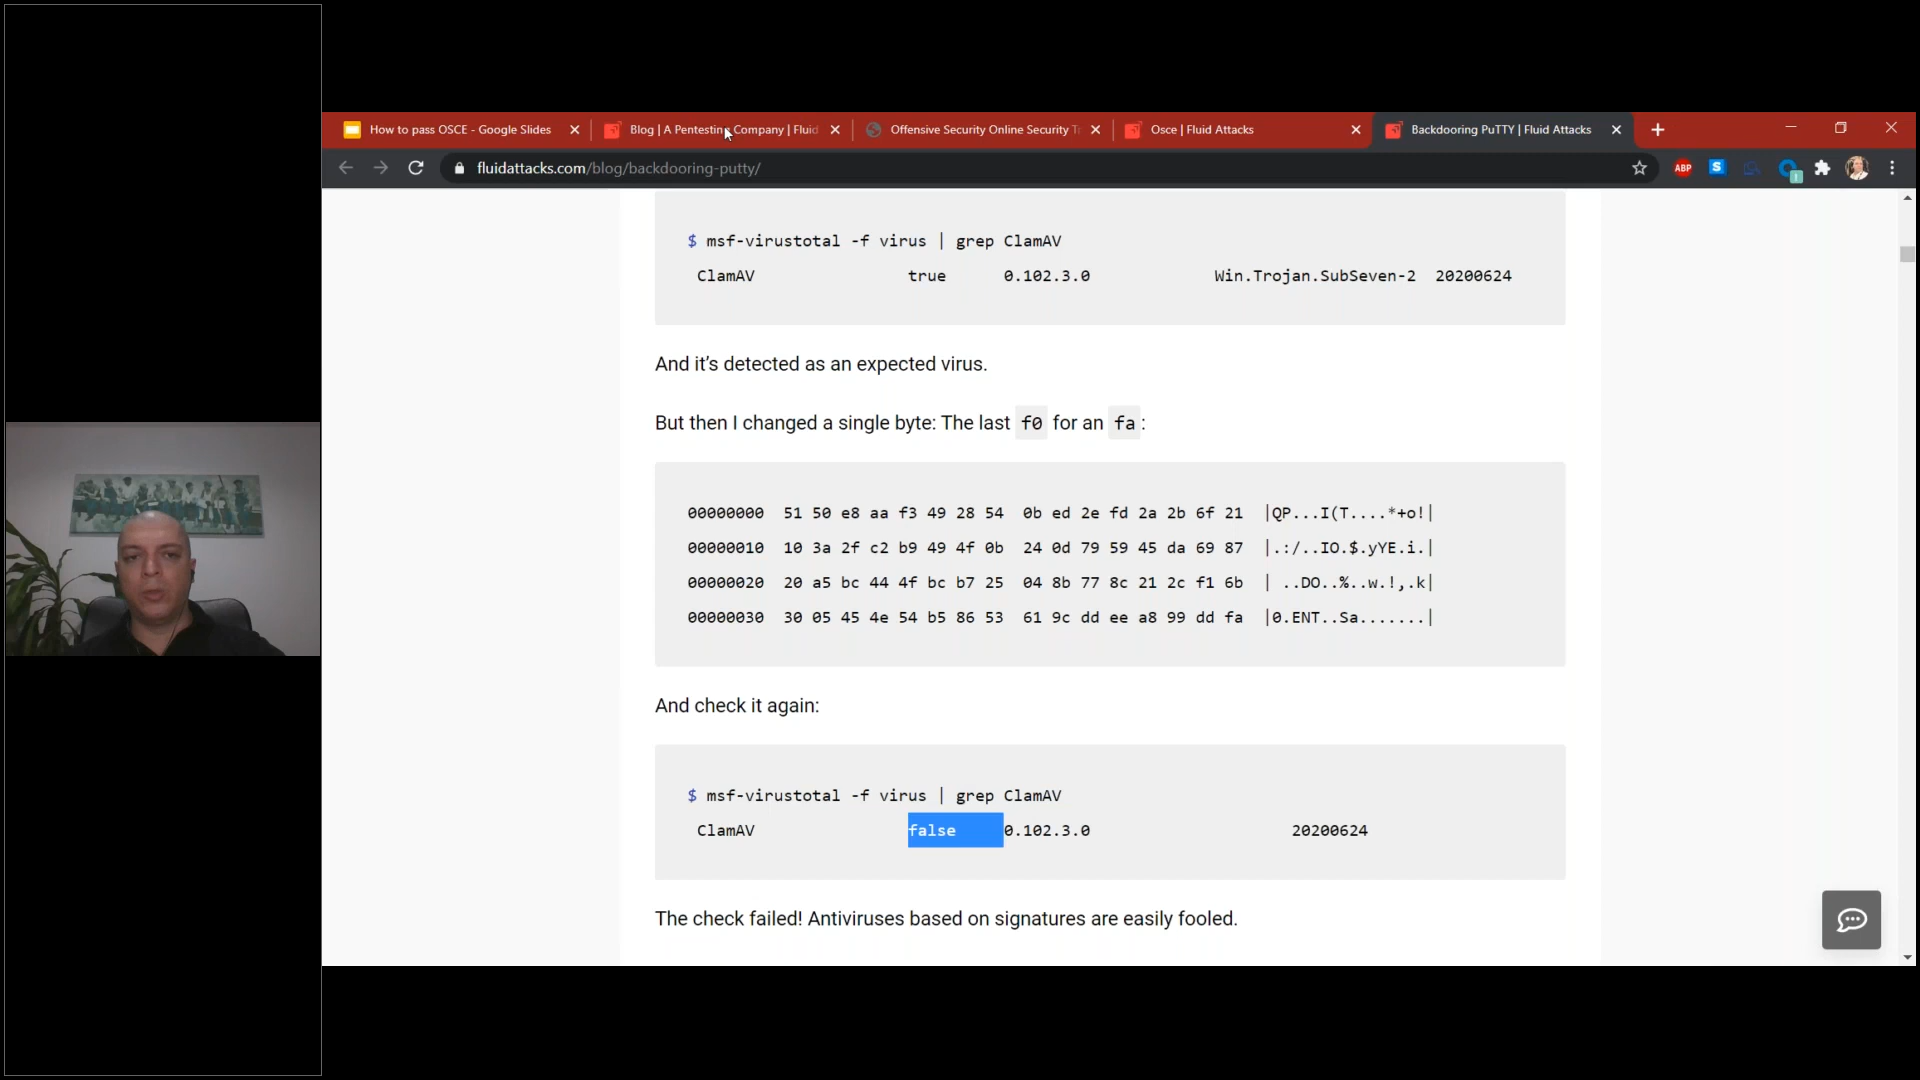 How to pass OSCE - Google Slides
Blog | A Pentesting Company | Fluid
Offensive Security Online Security T
Osce | Fluid Attacks
Backdooring PuTTY | Fluid Attacks
fluidattacks.com/blog/backdooring-putty/
ABP
S
$ msf-virustotal -f virus | grep ClamAV
ClamAV true 0.102.3.0 Win.Trojan.SubSeven-2 20200624
And it's detected as an expected virus.
But then I changed a single byte: The last f0 for an fa:
00000000 51 50 e8 aa f3 49 28 54 0b ed 2e fd 2a 2b 6f 21 |QP...I(T....*+o!|
00000010 10 3a 2f c2 b9 49 4f 0b 24 0d 79 59 45 da 69 87 |.:/..IO.$.yYE.i.|
00000020 20 a5 bc 44 4f bc b7 25 04 8b 77 8c 21 2c f1 6b | ..DO..%..w.!,.k|
00000030 30 05 45 4e 54 b5 86 53 61 9c dd ee a8 99 dd fa |0.ENT..Sa.......|
And check it again:
$ msf-virustotal -f virus | grep ClamAV
ClamAV false 0.102.3.0 20200624
The check failed! Antiviruses based on signatures are easily fooled.